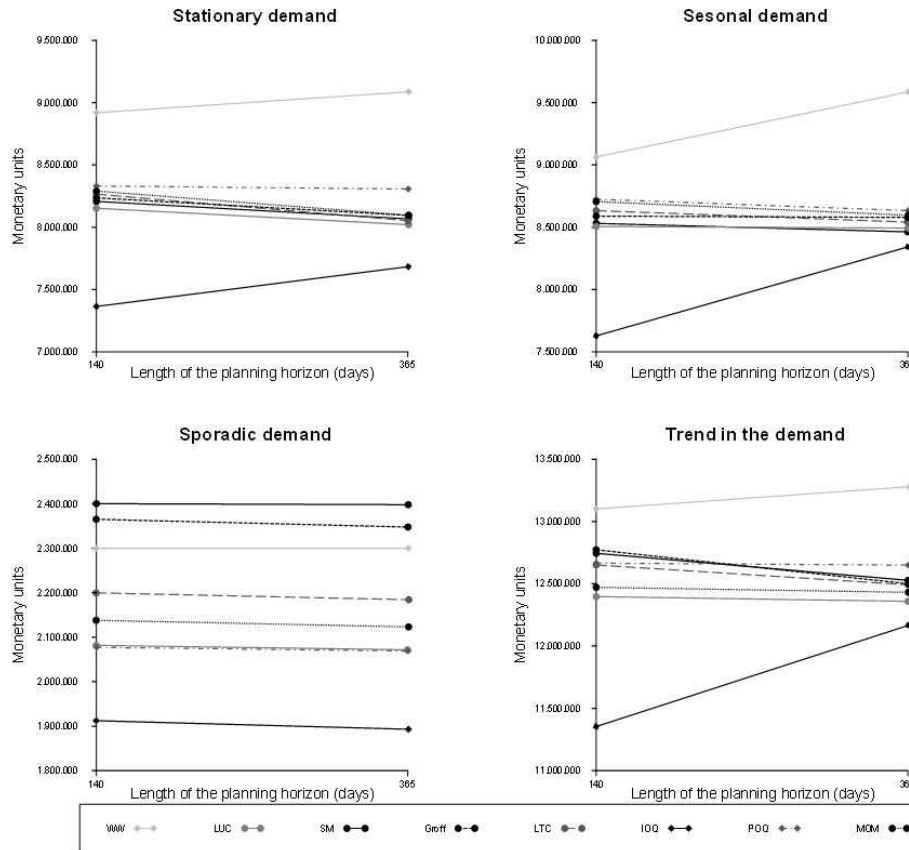 Stationary demand
9.500.000
9.000.000
8.500.000
8.000.000
7.500.000
7.000.000
Monetary units
140
365
Length of the planning horizon (days)
Sesonal demand
10.000.000
9.500.000
9.000.000
8.500.000
8.000.000
7.500.000
Monetary units
140
36
Length of the planning horizon (days)
Sporadic demand
2.500.000
2.400.000
2.300.000
2.200.000
2.100.000
2.000.000
1.900.000
1.800.000
Monetary units
140
365
Length of the planning horizon (days)
Trend in the demand
13.500.000
13.000.000
12.500.000
12.000.000
11.500.000
11.000.000
Monetary units
140
36
Length of the planning horizon (days)
WW LUC SM Groff LTC IOQ POQ MOM